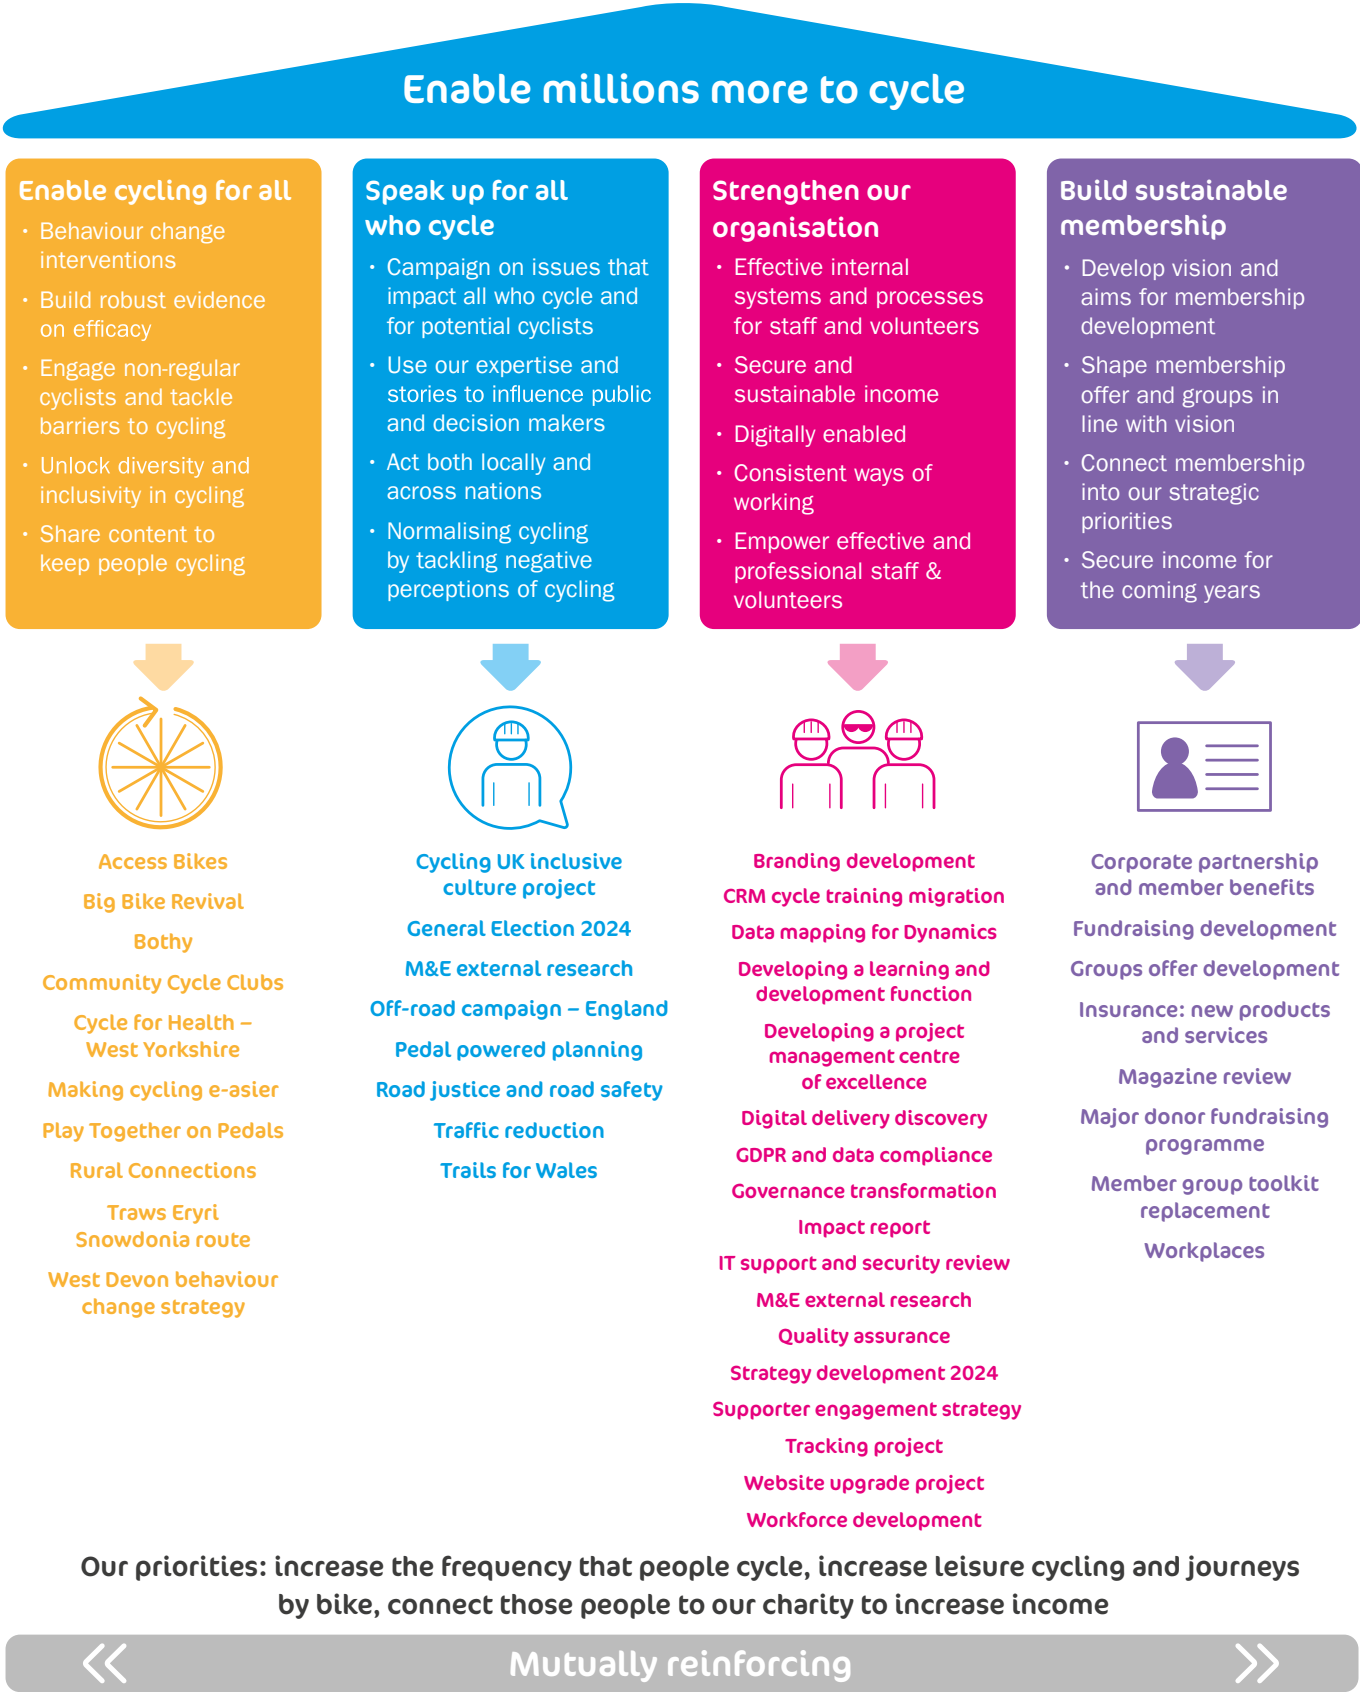 Enable millions more to cycle
Enable cycling for all
• Behaviour change
interventions
• Build robust evidence
on efficacy
• Engage non-regular
cyclists and tackle
barriers to cycling
• Unlock diversity and
inclusivity in cycling
• Share content to
keep people cycling
Speak up for all
who cycle
• Campaign on issues that
impact all who cycle and
for potential cyclists
• Use our expertise and
stories to influence public
and decision makers
• Act both locally and
across nations
• Normalising cycling
by tackling negative
perceptions of cycling
Strengthen our
organisation
• Effective internal
systems and processes
for staff and volunteers
• Secure and
sustainable income
• Digitally enabled
• Consistent ways of
working
• Empower effective and
professional staff &
volunteers
Build sustainable
membership
• Develop vision and
aims for membership
development
• Shape membership
offer and groups in
line with vision
• Connect membership
into our strategic
priorities
• Secure income for
the coming years
Access Bikes
Big Bike Revival
Bothy
Community Cycle Clubs
Cycle for Health –
West Yorkshire
Making cycling e-asier
Play Together on Pedals
Rural Connections
Traws Eryri
Snowdonia route
West Devon behaviour
change strategy
Cycling UK inclusive
culture project
General Election 2024
M&E external research
Off-road campaign – England
Pedal powered planning
Road justice and road safety
Traffic reduction
Trails for Wales
Branding development
CRM cycle training migration
Data mapping for Dynamics
Developing a learning and
development function
Developing a project
management centre
of excellence
Digital delivery discovery
GDPR and data compliance
Governance transformation
Impact report
IT support and security review
M&E external research
Quality assurance
Strategy development 2024
Supporter engagement strategy
Tracking project
Website upgrade project
Workforce development
Corporate partnership
and member benefits
Fundraising development
Groups offer development
Insurance: new products
and services
Magazine review
Major donor fundraising
programme
Member group toolkit
replacement
Workplaces
Our priorities: increase the frequency that people cycle, increase leisure cycling and journeys
by bike, connect those people to our charity to increase income
Mutually reinforcing